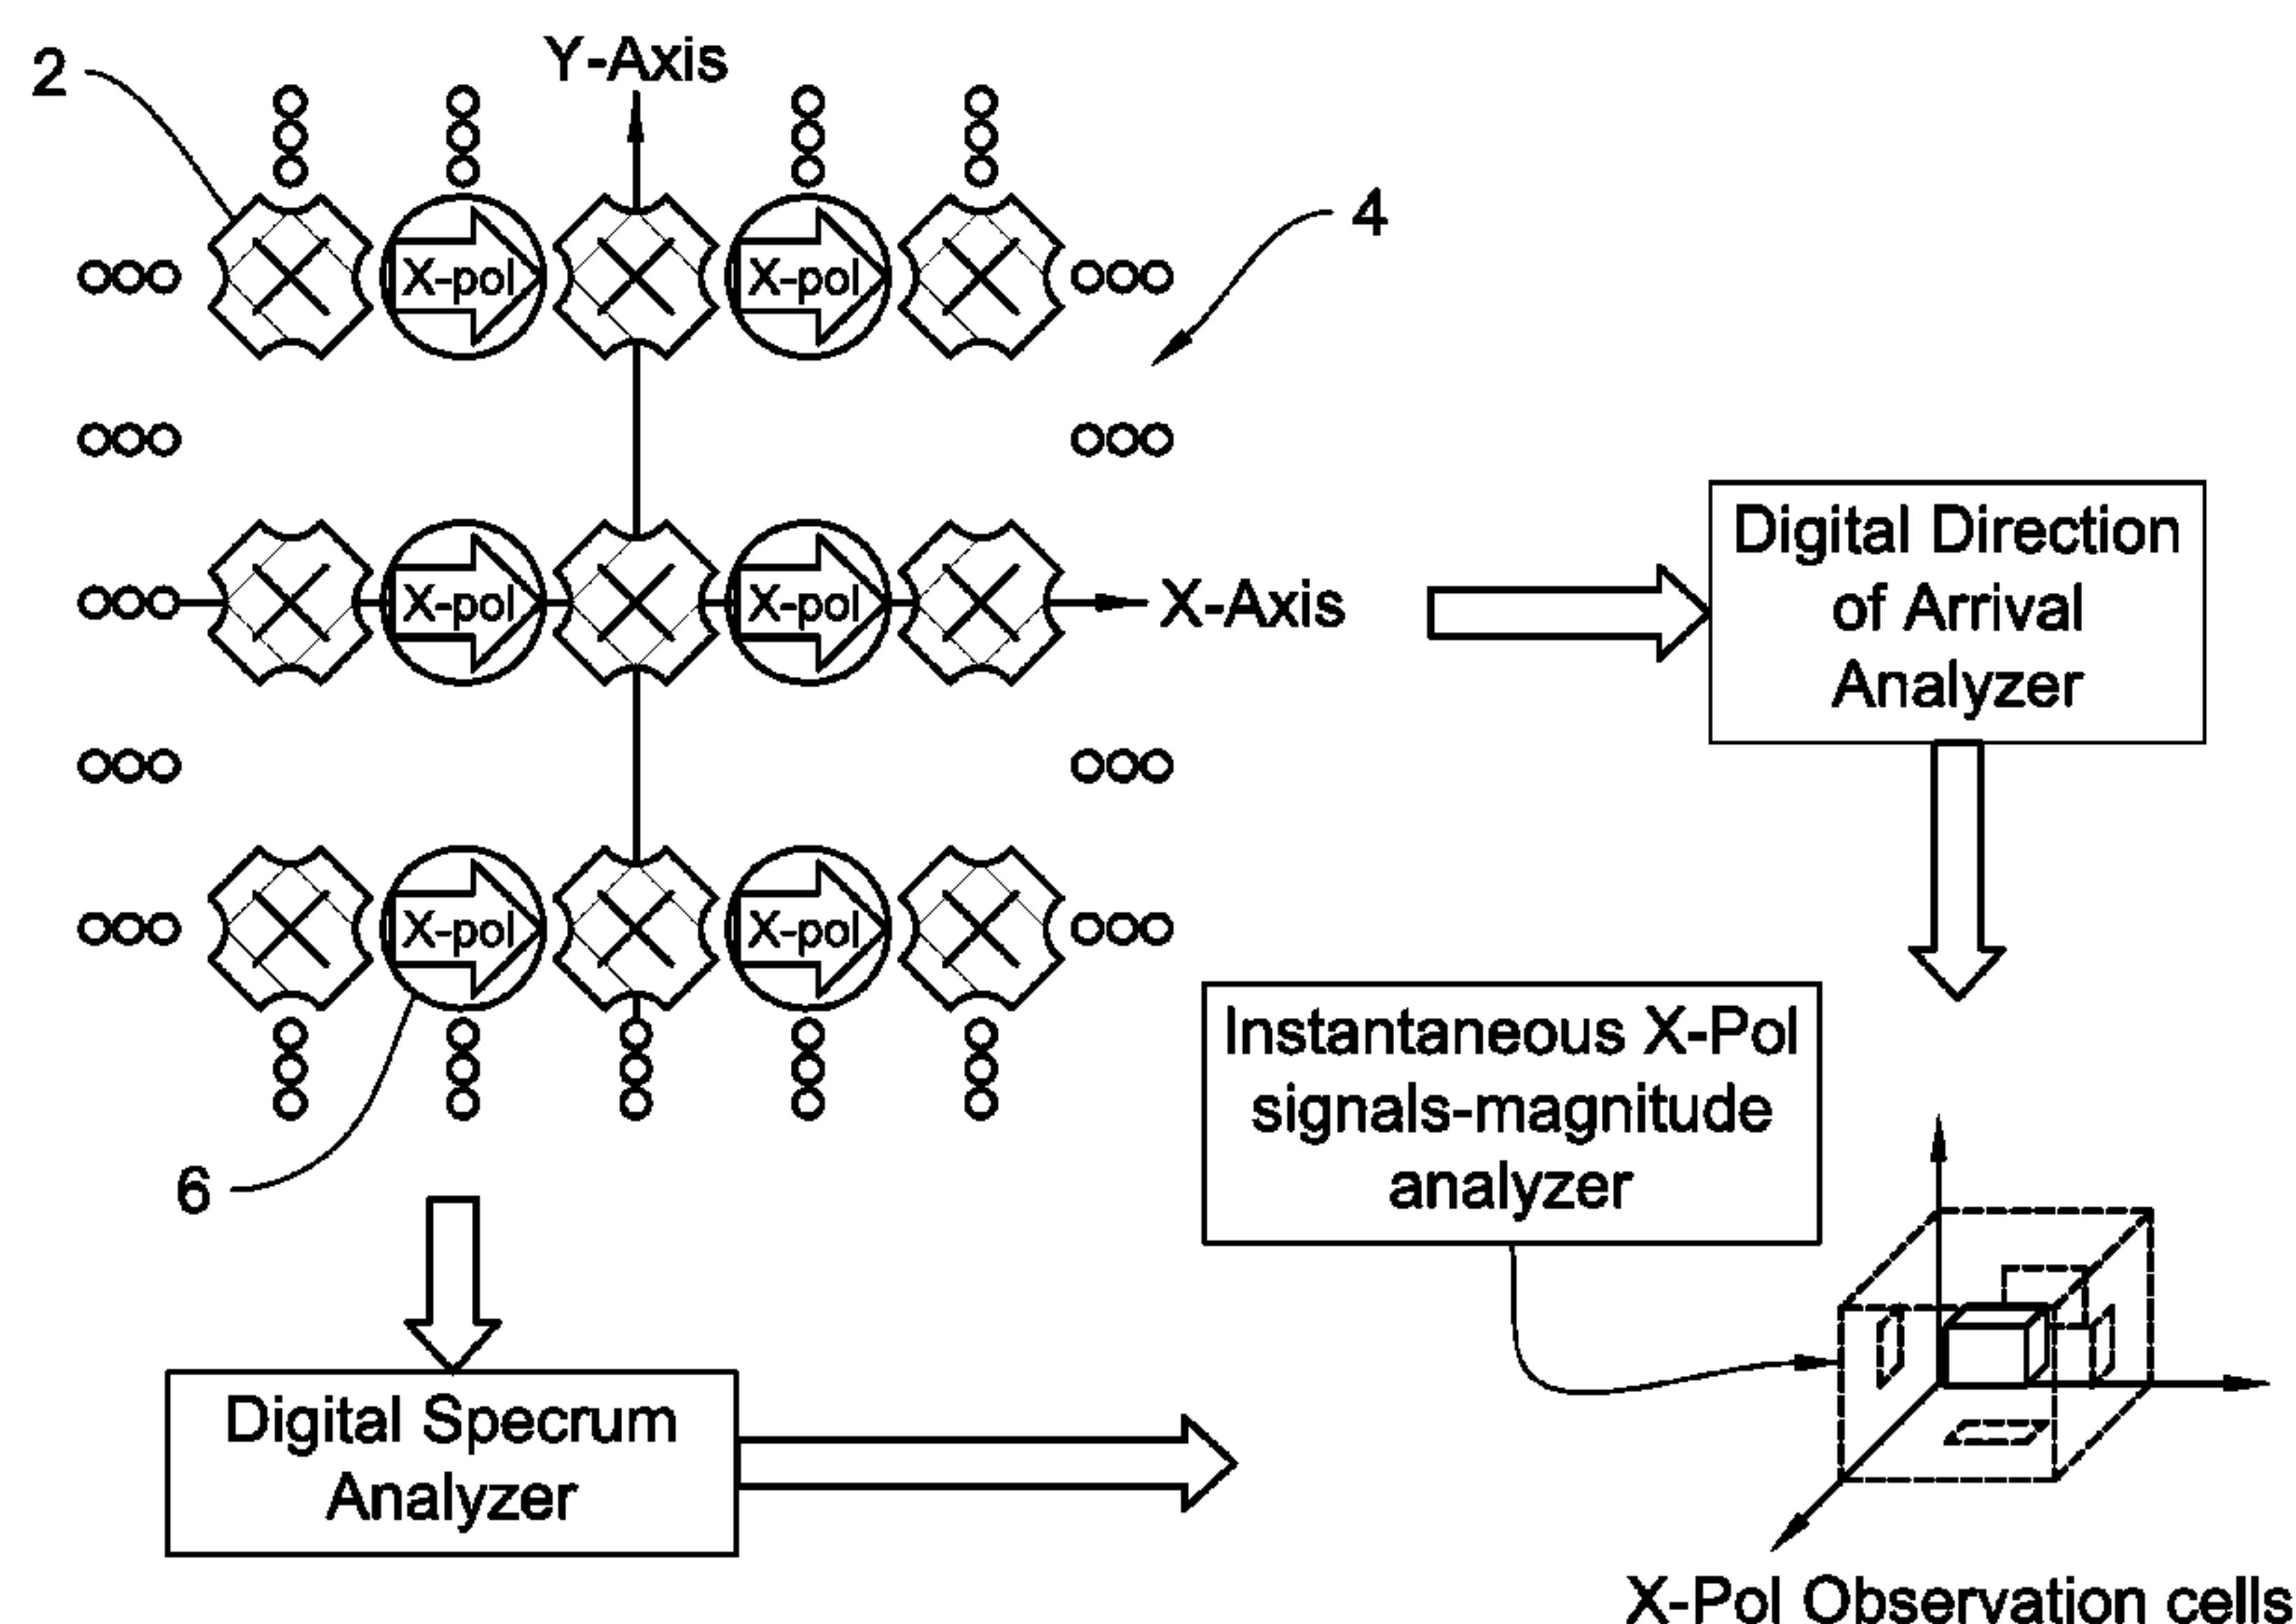 2
Y-Axis
4
X-pol X-pol
X-pol X-pol
X-Axis
X-pol X-pol
6
Digital Direction
of Arrival
Analyzer
Instantaneous X-Pol
signals-magnitude
analyzer
Digital Specrum
Analyzer
X-Pol Observation cells